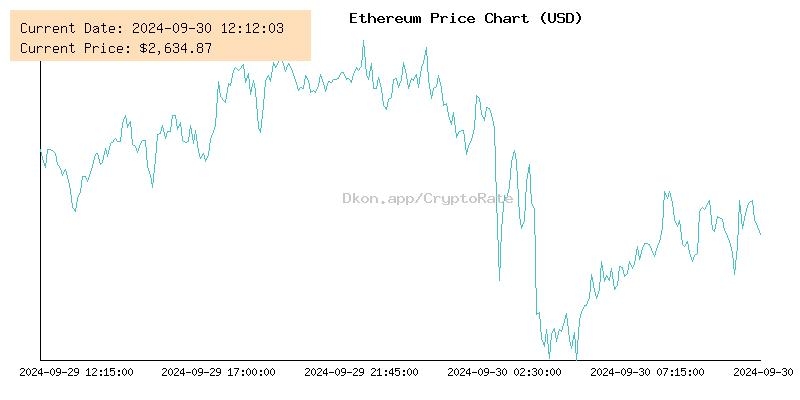 Ethereum Price Chart (USD)
Current Date: 2024-09-30 12:12:03
Current Price: $2,634.87
Dkon.app/CryptoRate
2024-09-29 12:15:00 2024-09-29 17:00:00 2024-09-29 21:45:00 2024-09-30 02:30:00 2024-09-30 07:15:00 2024-09-30